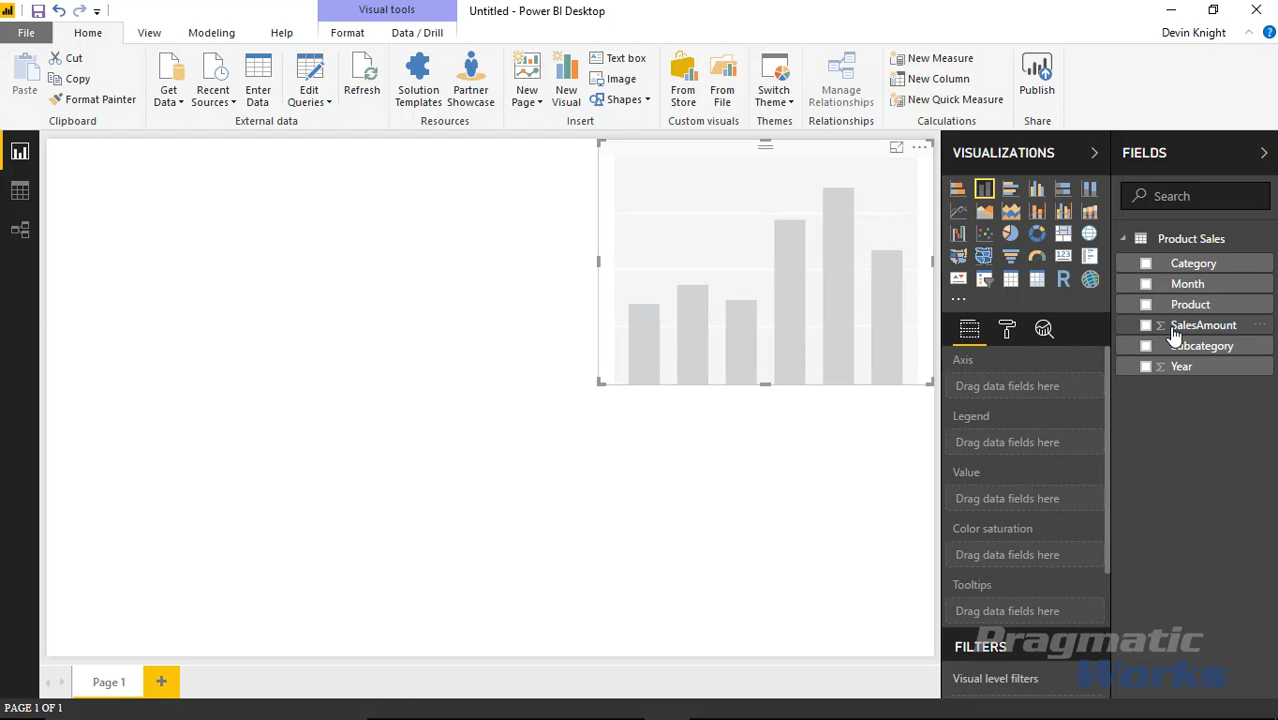 Visual tools
Untitled - Power BI Desktop
File
Home
View
Modeling
Help
Format
Data / Drill
Devin Knight
Paste
Cut
Copy
Format Painter
Clipboard
Get Data
Recent Sources
Enter Data
Edit Queries
Refresh
External data
Solution Templates
Partner Showcase
Resources
New Page
New Visual
Text box
Image
Shapes
Insert
From Store
From File
Custom visuals
Switch Theme
Themes
Manage Relationships
Relationships
New Measure
New Column
New Quick Measure
Calculations
Publish
Share
VISUALIZATIONS
R
Axis
Drag data fields here
Legend
Drag data fields here
Value
Drag data fields here
Color saturation
Drag data fields here
Tooltips
Drag data fields here
FILTERS
Visual level filters
FIELDS
Search
Product Sales
Category
Month
Product
Σ SalesAmount
Subcategory
Σ Year
Pragmatic
Works
Page 1
PAGE 1 OF 1